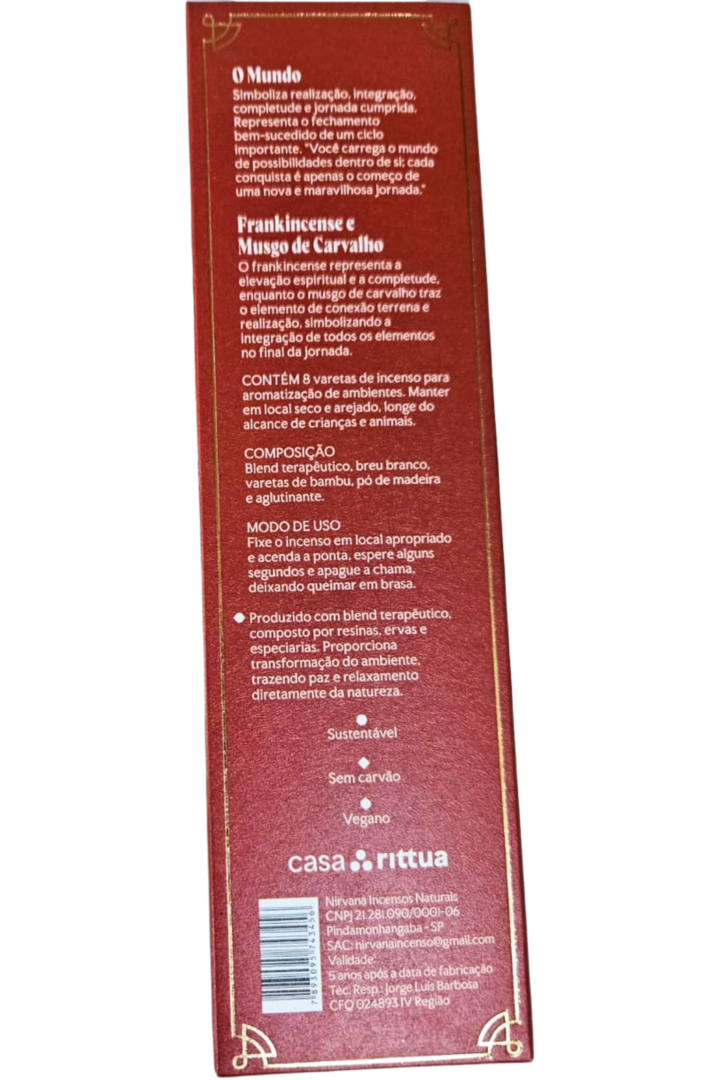 O Mundo
Simboliza realização, integração,
completude e jornada cumprida.
Representa o fechamento
bem-sucedido de um ciclo
importante. "Você carrega o mundo
de possibilidades dentro de si; cada
conquista é apenas o começo de
uma nova e maravilhosa jornada."
Frankincense e
Musgo de Carvalho
O frankincense representa a
elevação espiritual e a completude,
enquanto o musgo de carvalho traz
o elemento de conexão terrena e
realização, simbolizando a
integração de todos os elementos
no final da jornada.
CONTÉM 8 varetas de incenso para
aromatização de ambientes. Manter
em local seco e arejado, longe do
alcance de crianças e animais.
COMPOSIÇÃO
Blend terapêutico, breu branco,
varetas de bambu, pó de madeira
e aglutinante.
MODO DE USO
Fixe o incenso em local apropriado
e acenda a ponta, espere alguns
segundos e apague a chama,
deixando queimar em brasa.
Produzido com blend terapêutico,
composto por resinas, ervas e
especiarias. Proporciona
transformação do ambiente,
trazendo paz e relaxamento
diretamente da natureza.
Sustentável
Sem carvão
Vegano
casa rittua
Nirvana Incensos Naturais
CNPJ 21.281.090/0001-06
Pindamonhangaba - SP
SAC: nirvanaincenso@gmail.com
Validade:
5 anos após a data de fabricação
Téc. Resp.: Jorge Luis Barbosa
CFQ 024893 IV Região
7893095743456